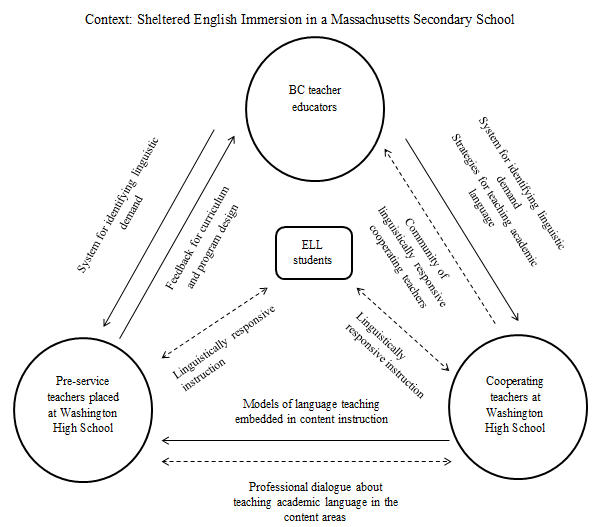 Context: Sheltered English Immersion in a Massachusetts Secondary School
BC teacher
educators
System for identifying linguistic
demand
Feedback for curriculum
and program design
ELL
students
Community of
linguistically responsive
cooperating teachers
System for identifying linguistic
demand
Strategies for teaching academic
language
Linguistically responsive
instruction
Linguistically
responsive instruction
Pre-service
teachers placed
at Washington
High School
Models of language teaching
embedded in content instruction
Cooperating
teachers at
Washington
High School
Professional dialogue about
teaching academic language in the
content areas